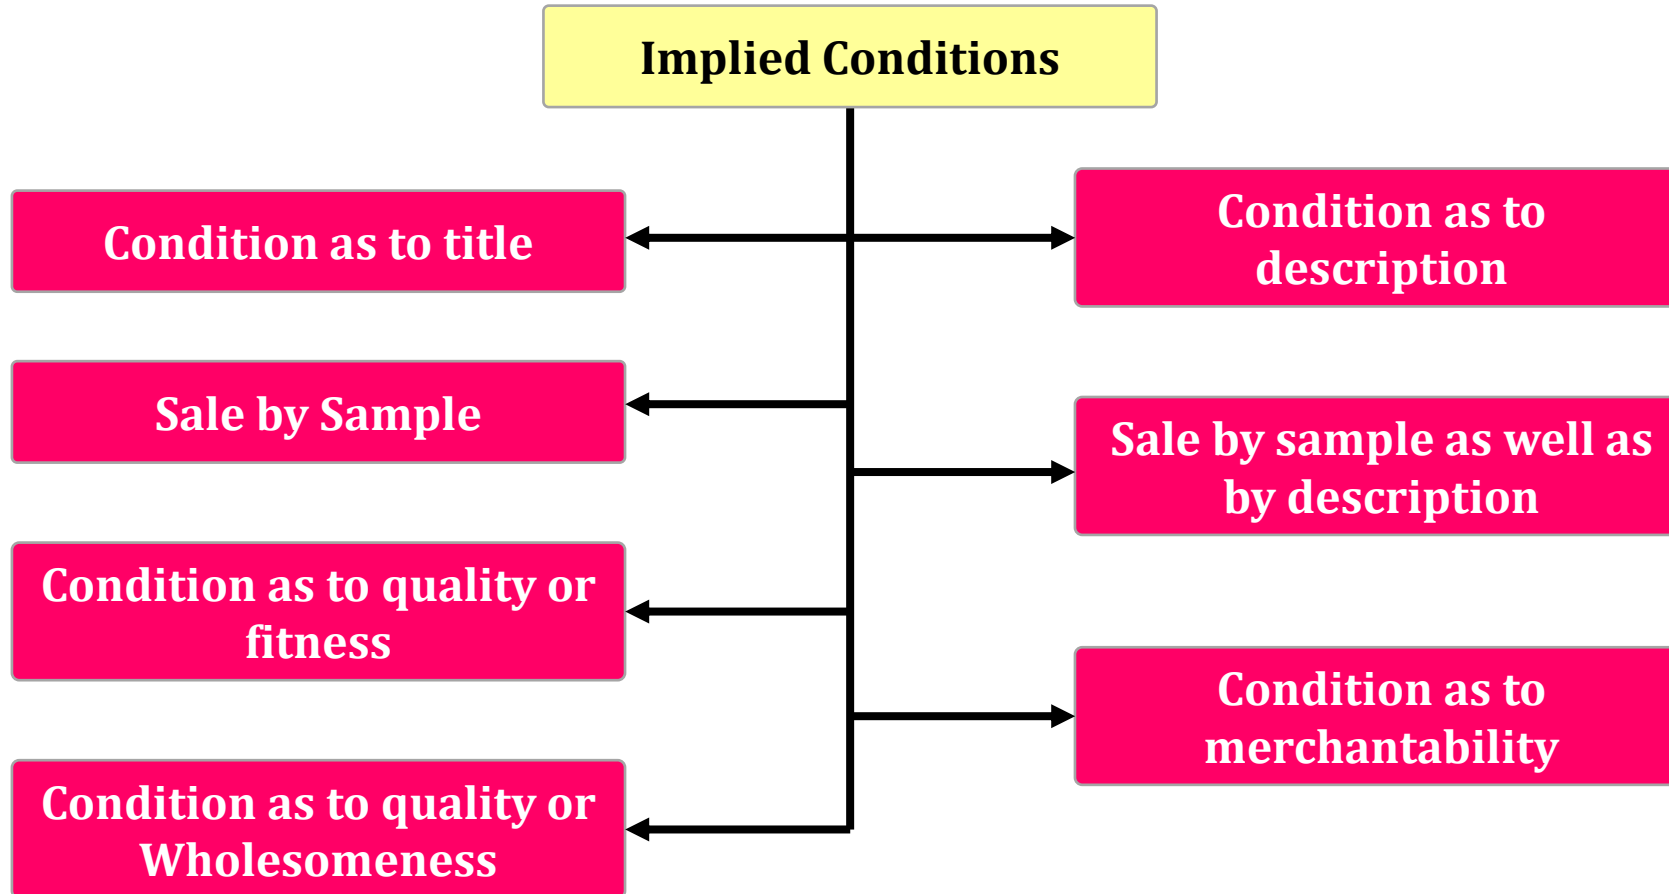 Implied Conditions
Condition as to title
Condition as to
description
Sale by Sample
Sale by sample as well as
by description
Condition as to quality or
fitness
Condition as to
merchantability
Condition as to quality or
Wholesomeness